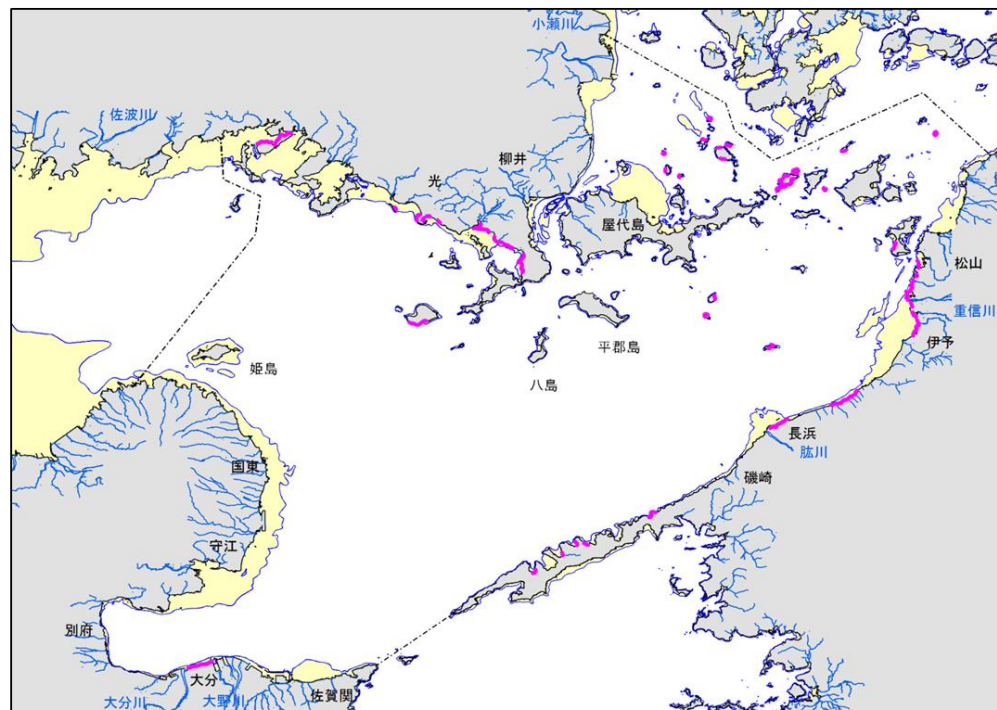 小瀬川
佐波川
柳井
光
屋代島
松山
重信川
伊予
平郡島
姫島
八島
長浜
肱川
国東
磯崎
守江
別府
大分
大分川
大野川
佐賀関